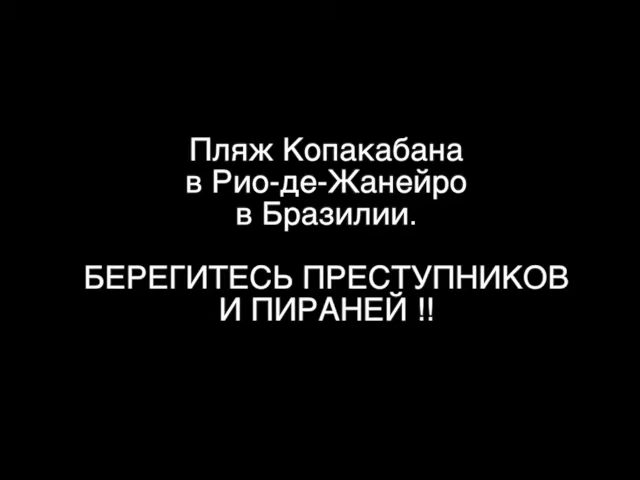 Пляж Копакабана
в Рио-де-Жанейро
в Бразилии.
БЕРЕГИТЕСЬ ПРЕСТУПНИКОВ
И ПИРАНЕЙ !!